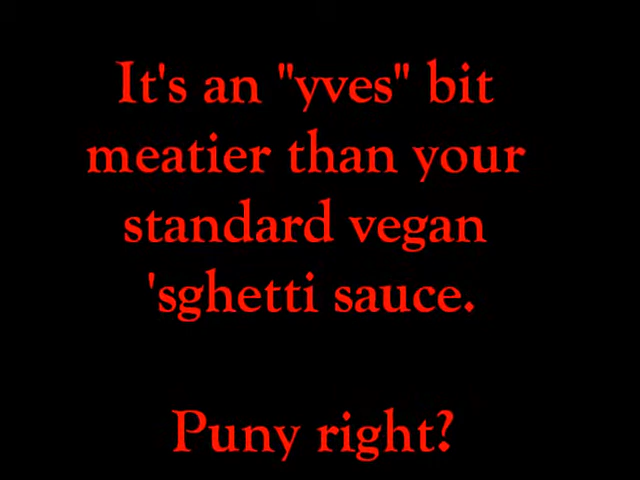 It's an "yves" bit
meatier than your
standard vegan
'sghetti sauce.
Puny right?